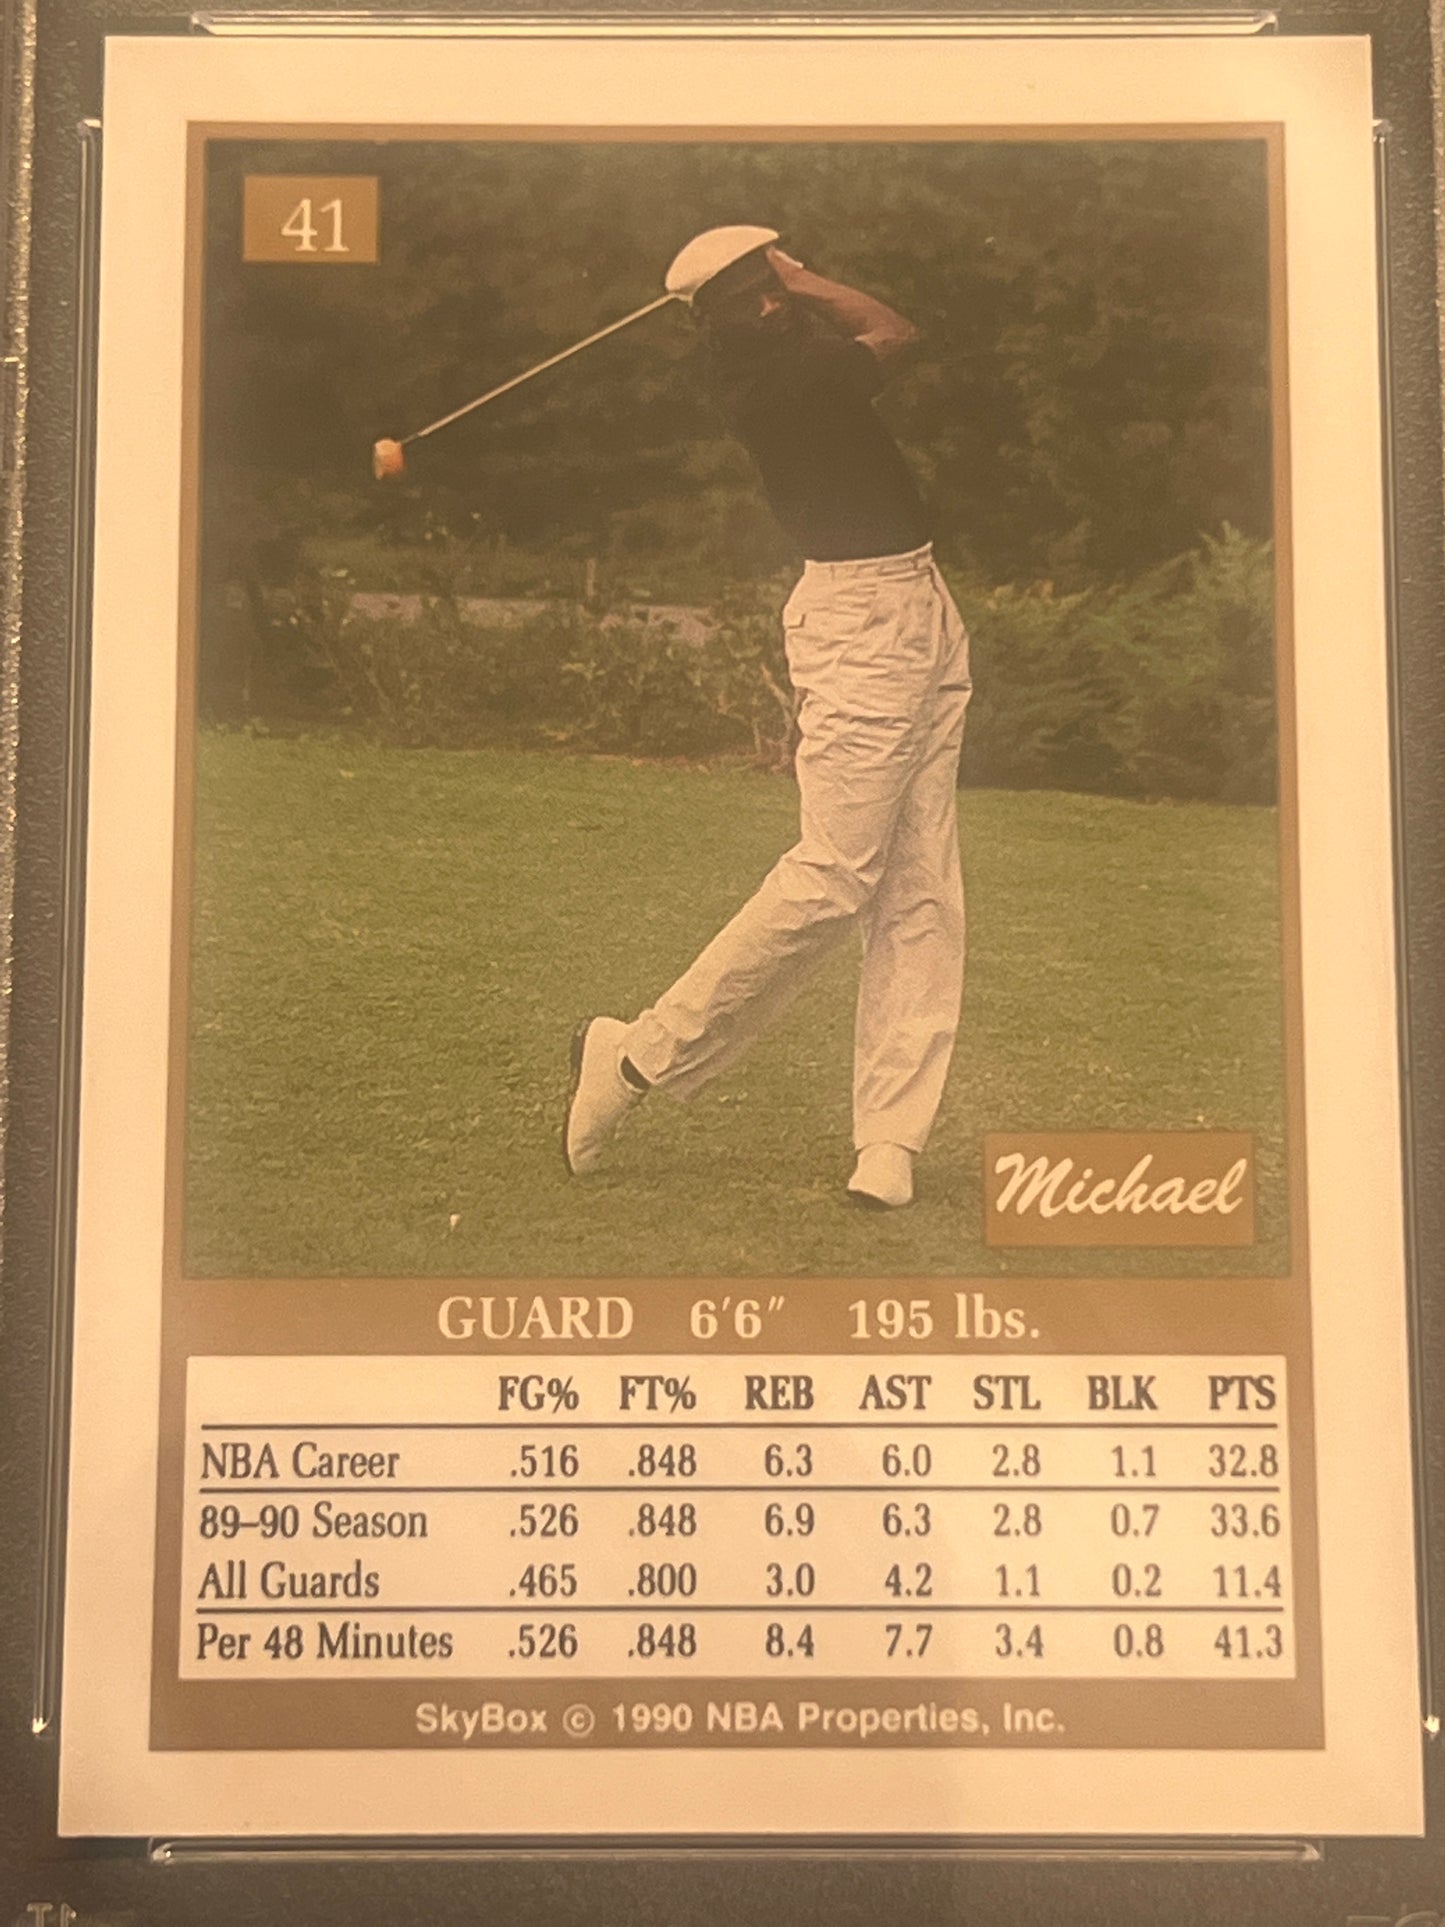 41
Michael
GUARD 6'6" 195 lbs.
FG% FT% REB AST STL BLK PTS
NBA Career .516 .848 6.3 6.0 2.8 1.1 32.8
89–90 Season .526 .848 6.9 6.3 2.8 0.7 33.6
All Guards .465 .800 3.0 4.2 1.1 0.2 11.4
Per 48 Minutes .526 .848 8.4 7.7 3.4 0.8 41.3
SkyBox © 1990 NBA Properties, Inc.